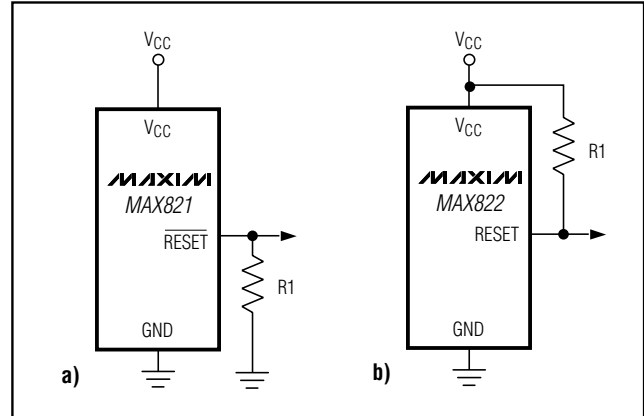 VCC
VCC
MAXIM
MAX821
RESET
R1
GND
a)
VCC
VCC
MAXIM
MAX822
RESET
R1
GND
b)